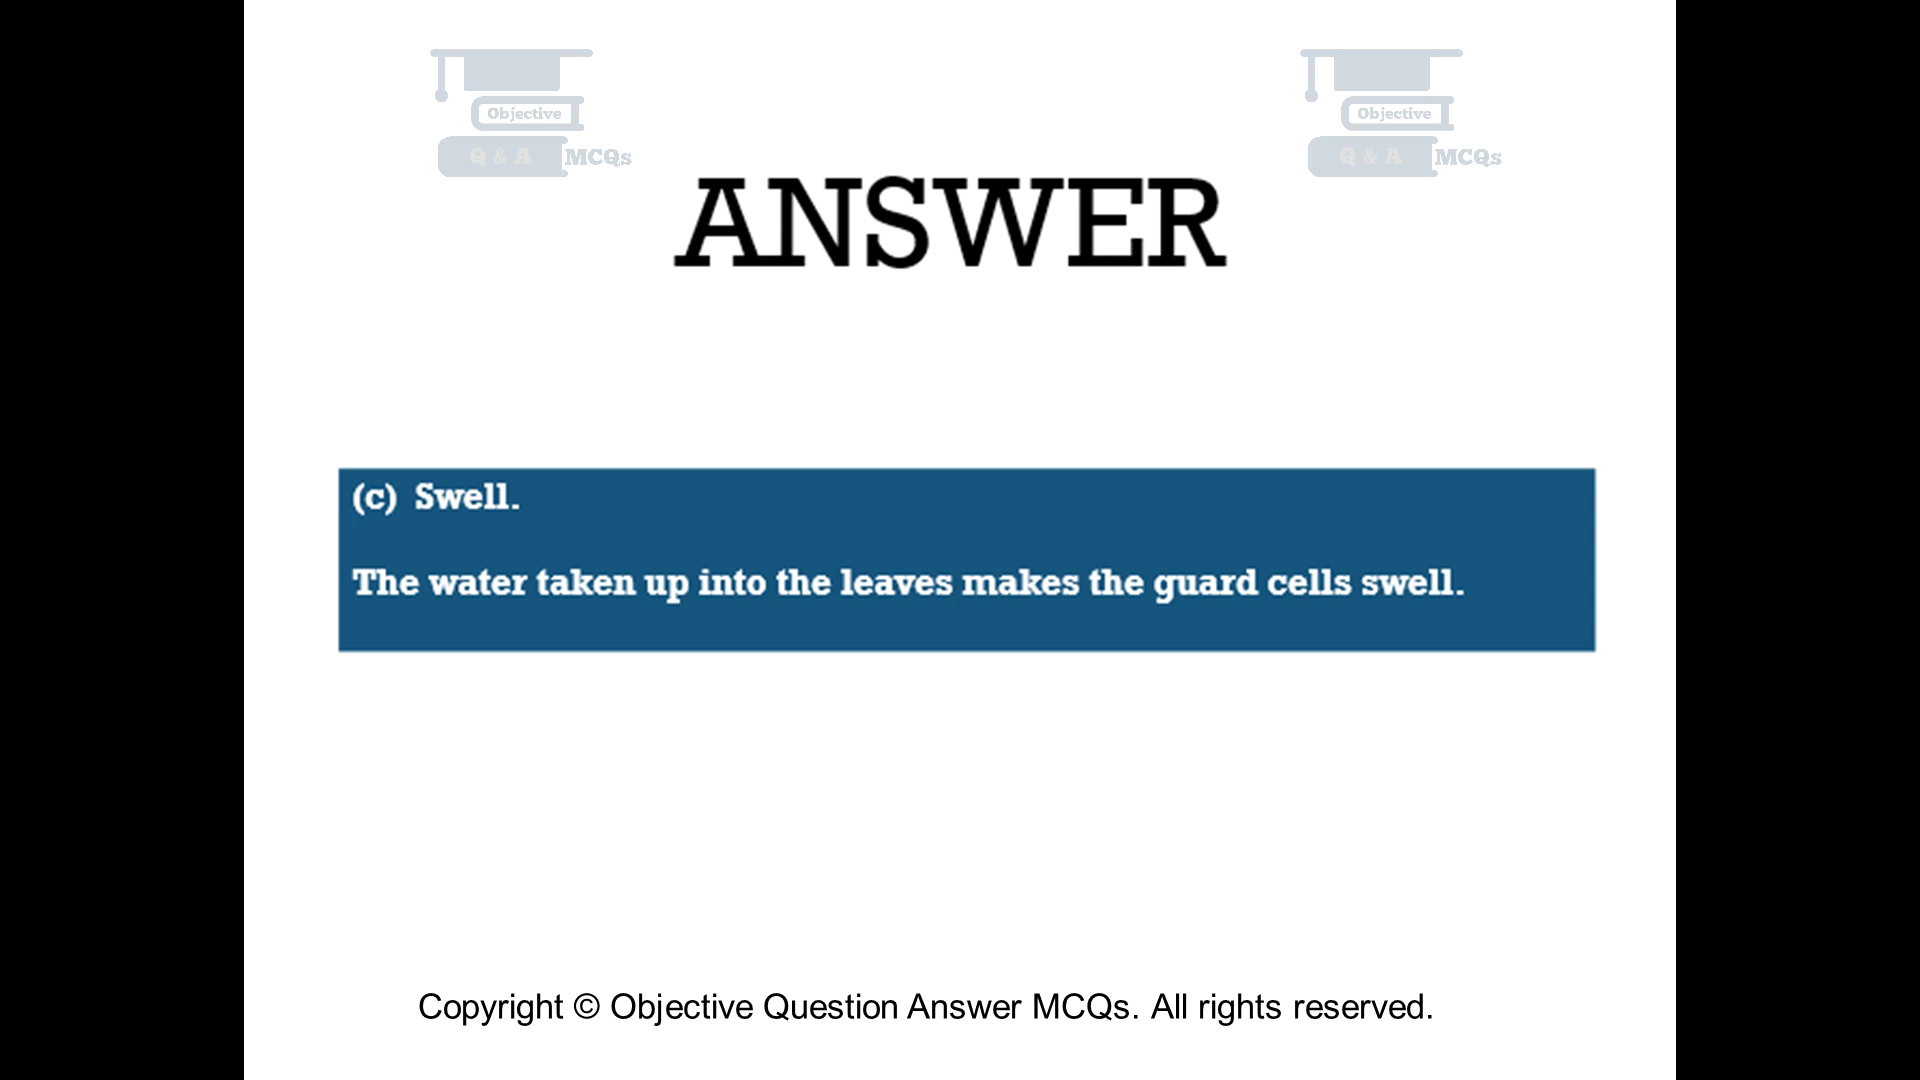 Objective
Q & A MCQs
Objective
Q & A MCQs
ANSWER
(c) Swell.
The water taken up into the leaves makes the guard cells swell.
Copyright © Objective Question Answer MCQs. All rights reserved.